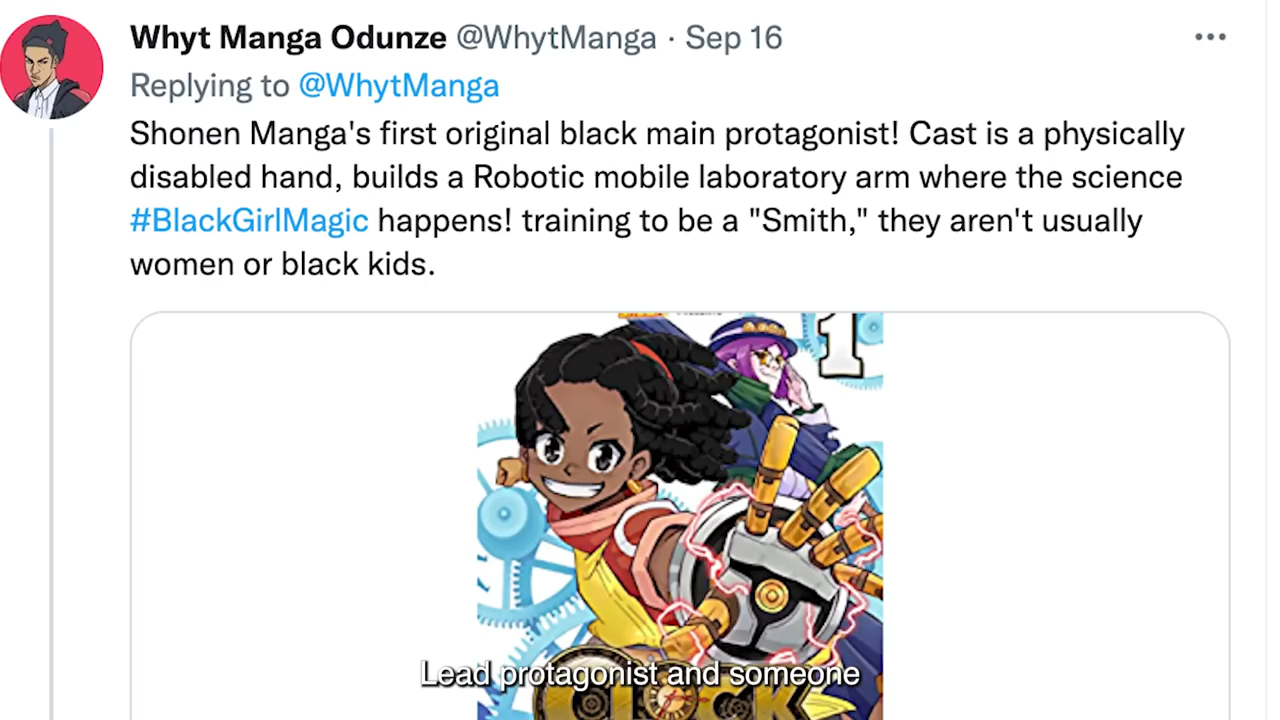 Whyt Manga Odunze @WhytManga · Sep 16
Replying to @WhytManga
Shonen Manga's first original black main protagonist! Cast is a physically
disabled hand, builds a Robotic mobile laboratory arm where the science
#BlackGirlMagic happens! training to be a "Smith," they aren't usually
women or black kids.
1
Lead protagonist and someone
CLOCK